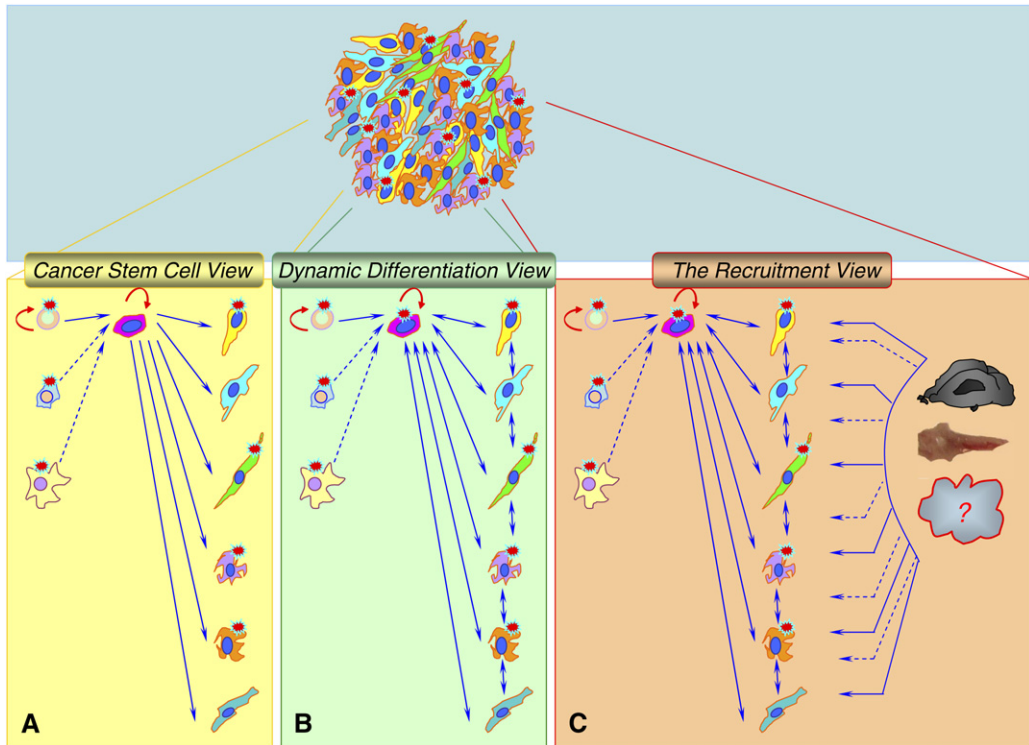 Cancer Stem Cell View
Dynamic Differentiation View
The Recruitment View
?
A
B
C